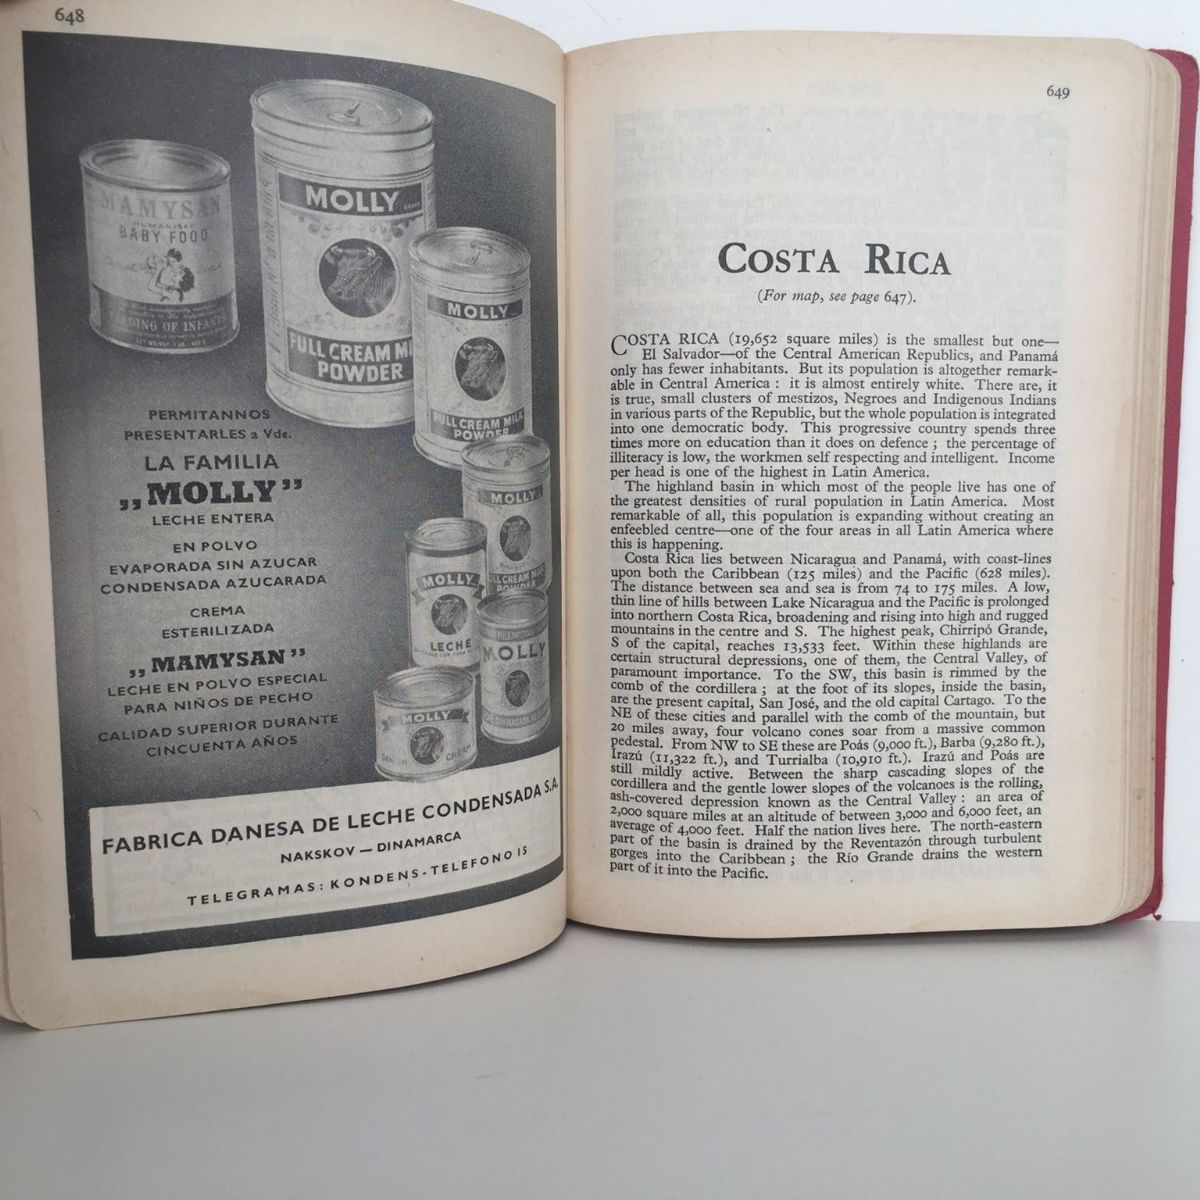 648
MAMYSAN
HUMANISED
BABY FOOD
FEEDING OF INFANTS
MOLLY
BRAND
FULL CREAM MI
POWDER
MOLLY
FULL CREAM MILK
POWDER
MOLLY
FULL CREAM MILK
POWDER
MOLLY
LECHE
MOLLY
MOLLY
CREAM
PERMITANNOS
PRESENTARLES a Vds.
LA FAMILIA
„MOLLY”
LECHE ENTERA
EN POLVO
EVAPORADA SIN AZUCAR
CONDENSADA AZUCARADA
CREMA
ESTERILIZADA
„MAMYSAN”
LECHE EN POLVO ESPECIAL
PARA NIÑOS DE PECHO
CALIDAD SUPERIOR DURANTE
CINCUENTA AÑOS
FABRICA DANESA DE LECHE CONDENSADA S.A.
NAKSKOV — DINAMARCA
TELEGRAMAS: KONDENS - TELEFONO 15
649
COSTA RICA
(For map, see page 647).
COSTA RICA (19,652 square miles) is the smallest but one—
El Salvador—of the Central American Republics, and Panamá
only has fewer inhabitants. But its population is altogether remark-
able in Central America : it is almost entirely white. There are, it
is true, small clusters of mestizos, Negroes and Indigenous Indians
in various parts of the Republic, but the whole population is integrated
into one democratic body. This progressive country spends three
times more on education than it does on defence ; the percentage of
illiteracy is low, the workmen self respecting and intelligent. Income
per head is one of the highest in Latin America.
The highland basin in which most of the people live has one of
the greatest densities of rural population in Latin America. Most
remarkable of all, this population is expanding without creating an
enfeebled centre—one of the four areas in all Latin America where
this is happening.
Costa Rica lies between Nicaragua and Panamá, with coast-lines
upon both the Caribbean (125 miles) and the Pacific (628 miles).
The distance between sea and sea is from 74 to 175 miles. A low,
thin line of hills between Lake Nicaragua and the Pacific is prolonged
into northern Costa Rica, broadening and rising into high and rugged
mountains in the centre and S. The highest peak, Chirripó Grande,
S of the capital, reaches 13,533 feet. Within these highlands are
certain structural depressions, one of them, the Central Valley, of
paramount importance. To the SW, this basin is rimmed by the
comb of the cordillera ; at the foot of its slopes, inside the basin,
are the present capital, San José, and the old capital Cartago. To the
NE of these cities and parallel with the comb of the mountain, but
20 miles away, four volcano cones soar from a massive common
pedestal. From NW to SE these are Poás (9,000 ft.), Barba (9,280 ft.),
Irazú (11,322 ft.), and Turrialba (10,910 ft.). Irazú and Poás are
still mildly active. Between the sharp cascading slopes of the
cordillera and the gentle lower slopes of the volcanoes is the rolling,
ash-covered depression known as the Central Valley : an area of
2,000 square miles at an altitude of between 3,000 and 6,000 feet, an
average of 4,000 feet. Half the nation lives here. The north-eastern
part of the basin is drained by the Reventazón through turbulent
gorges into the Caribbean ; the Río Grande drains the western
part of it into the Pacific.